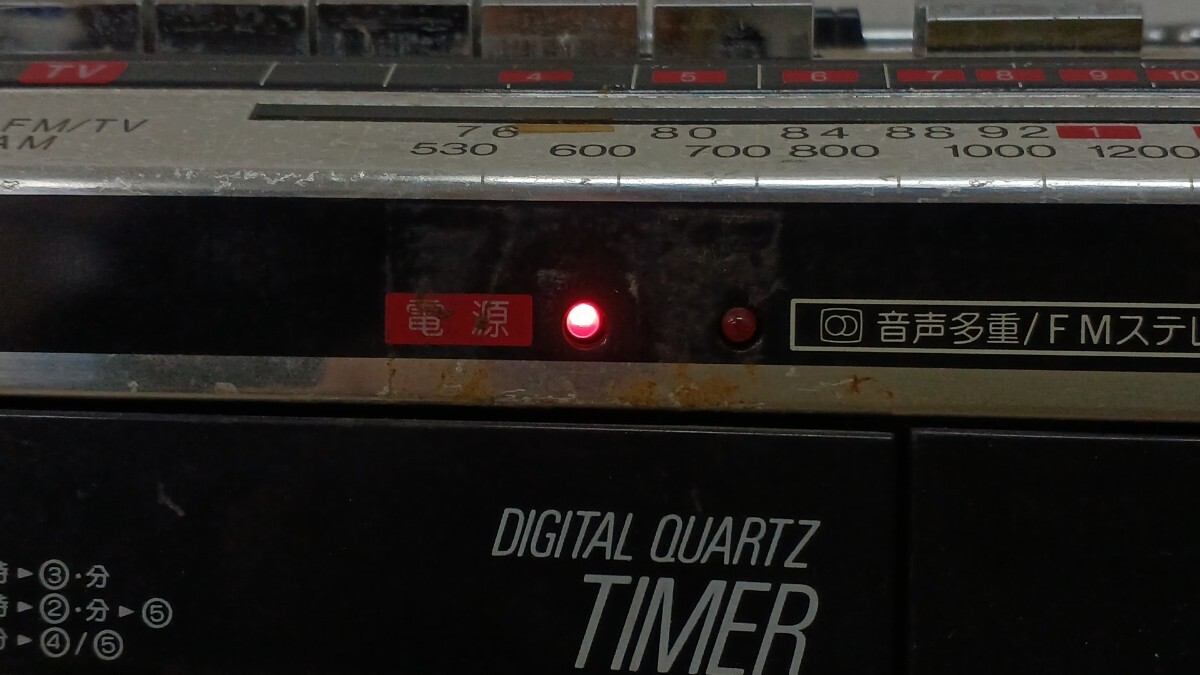 TV 4 5 6 7 8 9 10
FM/TV 76 80 84 88 92 1
AM 530 600 700 800 1000 1200
電源
音声多重/FMステレ
DIGITAL QUARTZ
TIMER
時▶③・分
時▶②・分▶⑤
▶④/⑤